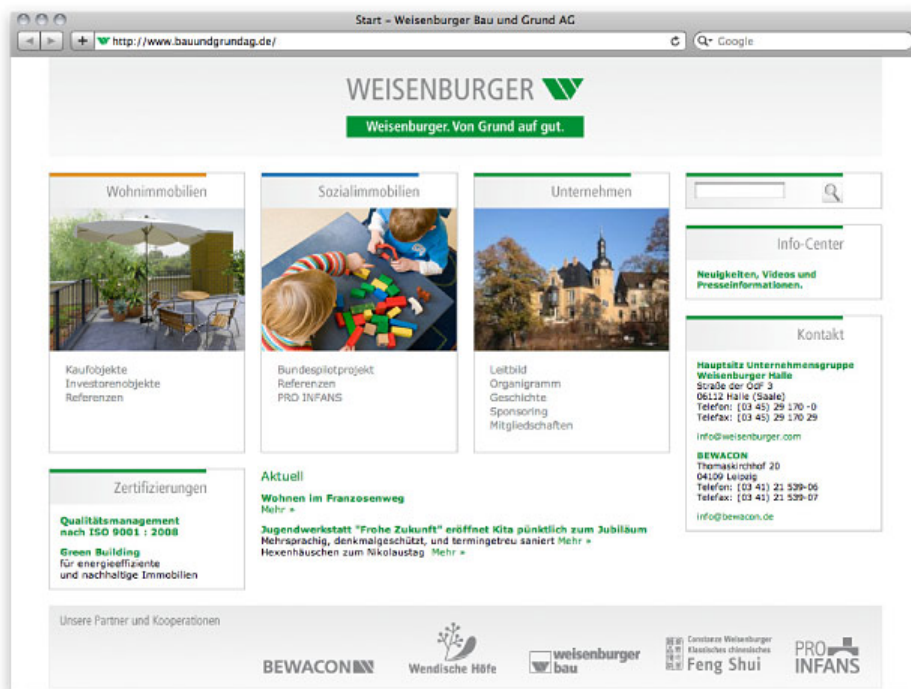 Start – Weisenburger Bau und Grund AG
http://www.bauundgrundag.de/
Google
WEISENBURGER
Weisenburger. Von Grund auf gut.
Wohnimmobilien
Kaufobjekte
Investorenobjekte
Referenzen
Sozialimmobilien
Bundespilotprojekt
Referenzen
PRO INFANS
Unternehmen
Leitbild
Organigramm
Geschichte
Sponsoring
Mitgliedschaften
Info-Center
Neuigkeiten, Videos und
Presseinformationen.
Kontakt
Hauptsitz Unternehmensgruppe
Weisenburger Halle
Straße der OdF 3
06112 Halle (Saale)
Telefon: [03 45] 29 170 -0
Telefax: [03 45] 29 170 29
info@weisenburger.com
BEWACON
Thomaskirchhof 20
04109 Leipzig
Telefon: [03 41] 21 539-06
Telefax: [03 41] 21 539-07
info@bewacon.de
Zertifizierungen
Qualitätsmanagement
nach ISO 9001 : 2008
Green Building
für energieeffiziente
und nachhaltige Immobilien
Aktuell
Wohnen im Franzosenweg
Mehr »
Jugendwerkstatt "Frohe Zukunft" eröffnet Kita pünktlich zum Jubiläum
Mehrsprachig, denkmalgeschützt, und termingetreu saniert Mehr »
Hexenhäuschen zum Nikolaustag Mehr »
Unsere Partner und Kooperationen
BEWACON
Wendische Höfe
weisenburger
bau
Constanze Weisenburger
Klassisches chinesisches
Feng Shui
PRO
INFANS